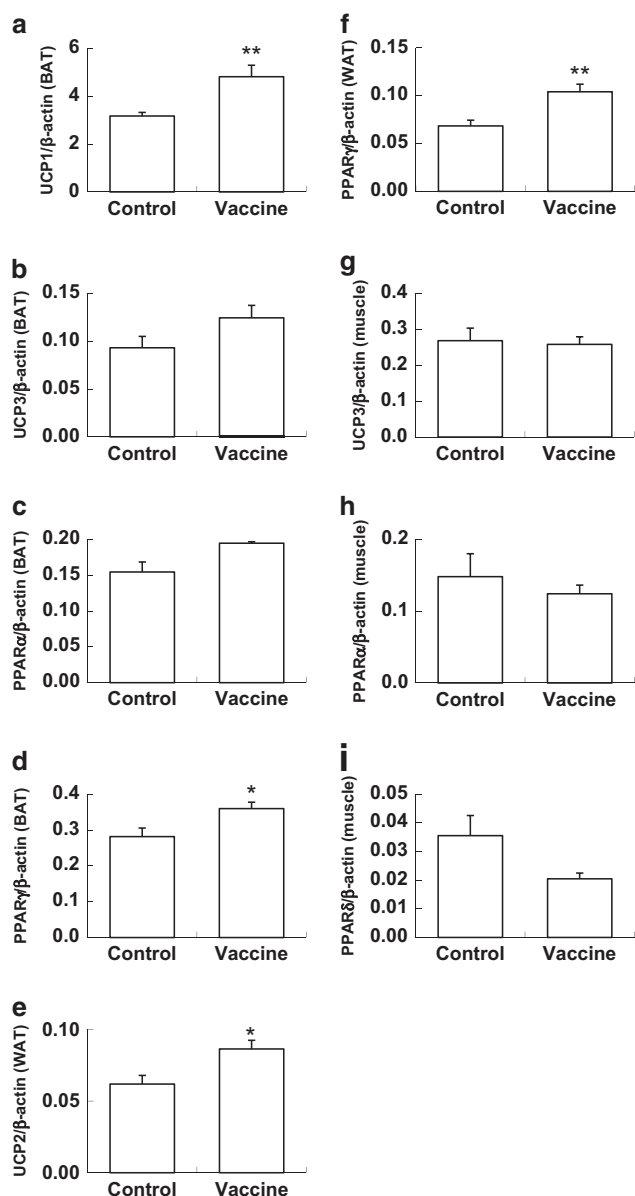 a
UCP1/β-actin (BAT)
6
4
2
0
**
Control
Vaccine
b
UCP3/β-actin (BAT)
0.15
0.10
0.05
0.00
Control
Vaccine
c
PPARα/β-actin (BAT)
0.20
0.15
0.10
0.05
0.00
Control
Vaccine
d
PPARγ/β-actin (BAT)
0.4
0.3
0.2
0.1
0.0
*
Control
Vaccine
e
UCP2/β-actin (WAT)
0.10
0.05
0.00
*
Control
Vaccine
f
PPARγ/β-actin (WAT)
0.15
0.10
0.05
0.00
**
Control
Vaccine
g
UCP3/β-actin (muscle)
0.4
0.3
0.2
0.1
0.0
Control
Vaccine
h
PPARα/β-actin (muscle)
0.2
0.1
0.0
Control
Vaccine
i
PPARδ/β-actin (muscle)
0.05
0.04
0.03
0.02
0.01
0.00
Control
Vaccine